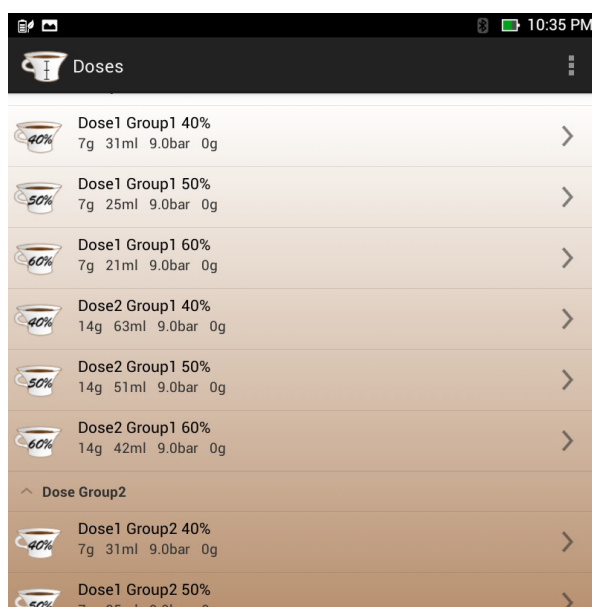 10:35 PM
Doses
Dose1 Group1 40%
40%
7g 31ml 9.0bar 0g
Dose1 Group1 50%
50%
7g 25ml 9.0bar 0g
Dose1 Group1 60%
60%
7g 21ml 9.0bar 0g
Dose2 Group1 40%
40%
14g 63ml 9.0bar 0g
Dose2 Group1 50%
50%
14g 51ml 9.0bar 0g
Dose2 Group1 60%
60%
14g 42ml 9.0bar 0g
Dose Group2
Dose1 Group2 40%
40%
7g 31ml 9.0bar 0g
Dose1 Group2 50%
50%